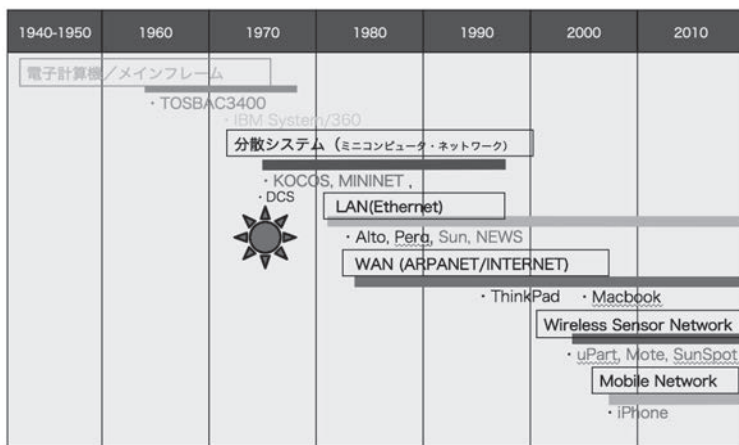 1940-1950 1960 1970 1980 1990 2000 2010
電子計算機／メインフレーム
・TOSBAC3400
・IBM System/360
分散システム（ミニコンピュータ・ネットワーク）
・KOCOS, MININET ,
・DCS
LAN(Ethernet)
・Alto, Perq, Sun, NEWS
WAN (ARPANET/INTERNET)
・ThinkPad ・Macbook
Wireless Sensor Network
・uPart, Mote, SunSpot
Mobile Network
・iPhone